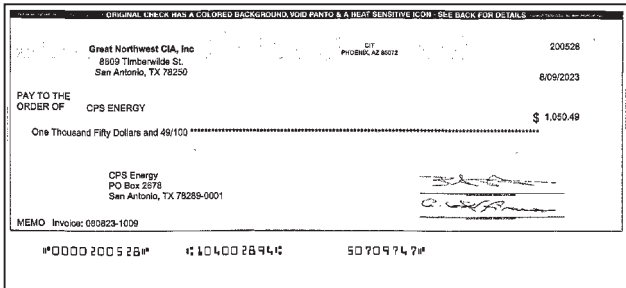 ORIGINAL CHECK HAS A COLORED BACKGROUND, VOID PANTO & A HEAT SENSITIVE ICON - SEE BACK FOR DETAILS
Great Northwest CIA, Inc
8809 Timberwilde St.
San Antonio, TX 78250
CIT
PHOENIX, AZ 85072
200528
8/09/2023
PAY TO THE
ORDER OF CPS ENERGY
$ 1,050.49
One Thousand Fifty Dollars and 49/100 ****
CPS Energy
PO Box 2678
San Antonio, TX 78289-0001
MEMO Invoice: 080823-1009
⑈0000200528⑈ ⑆104002894⑆ 50709747⑈